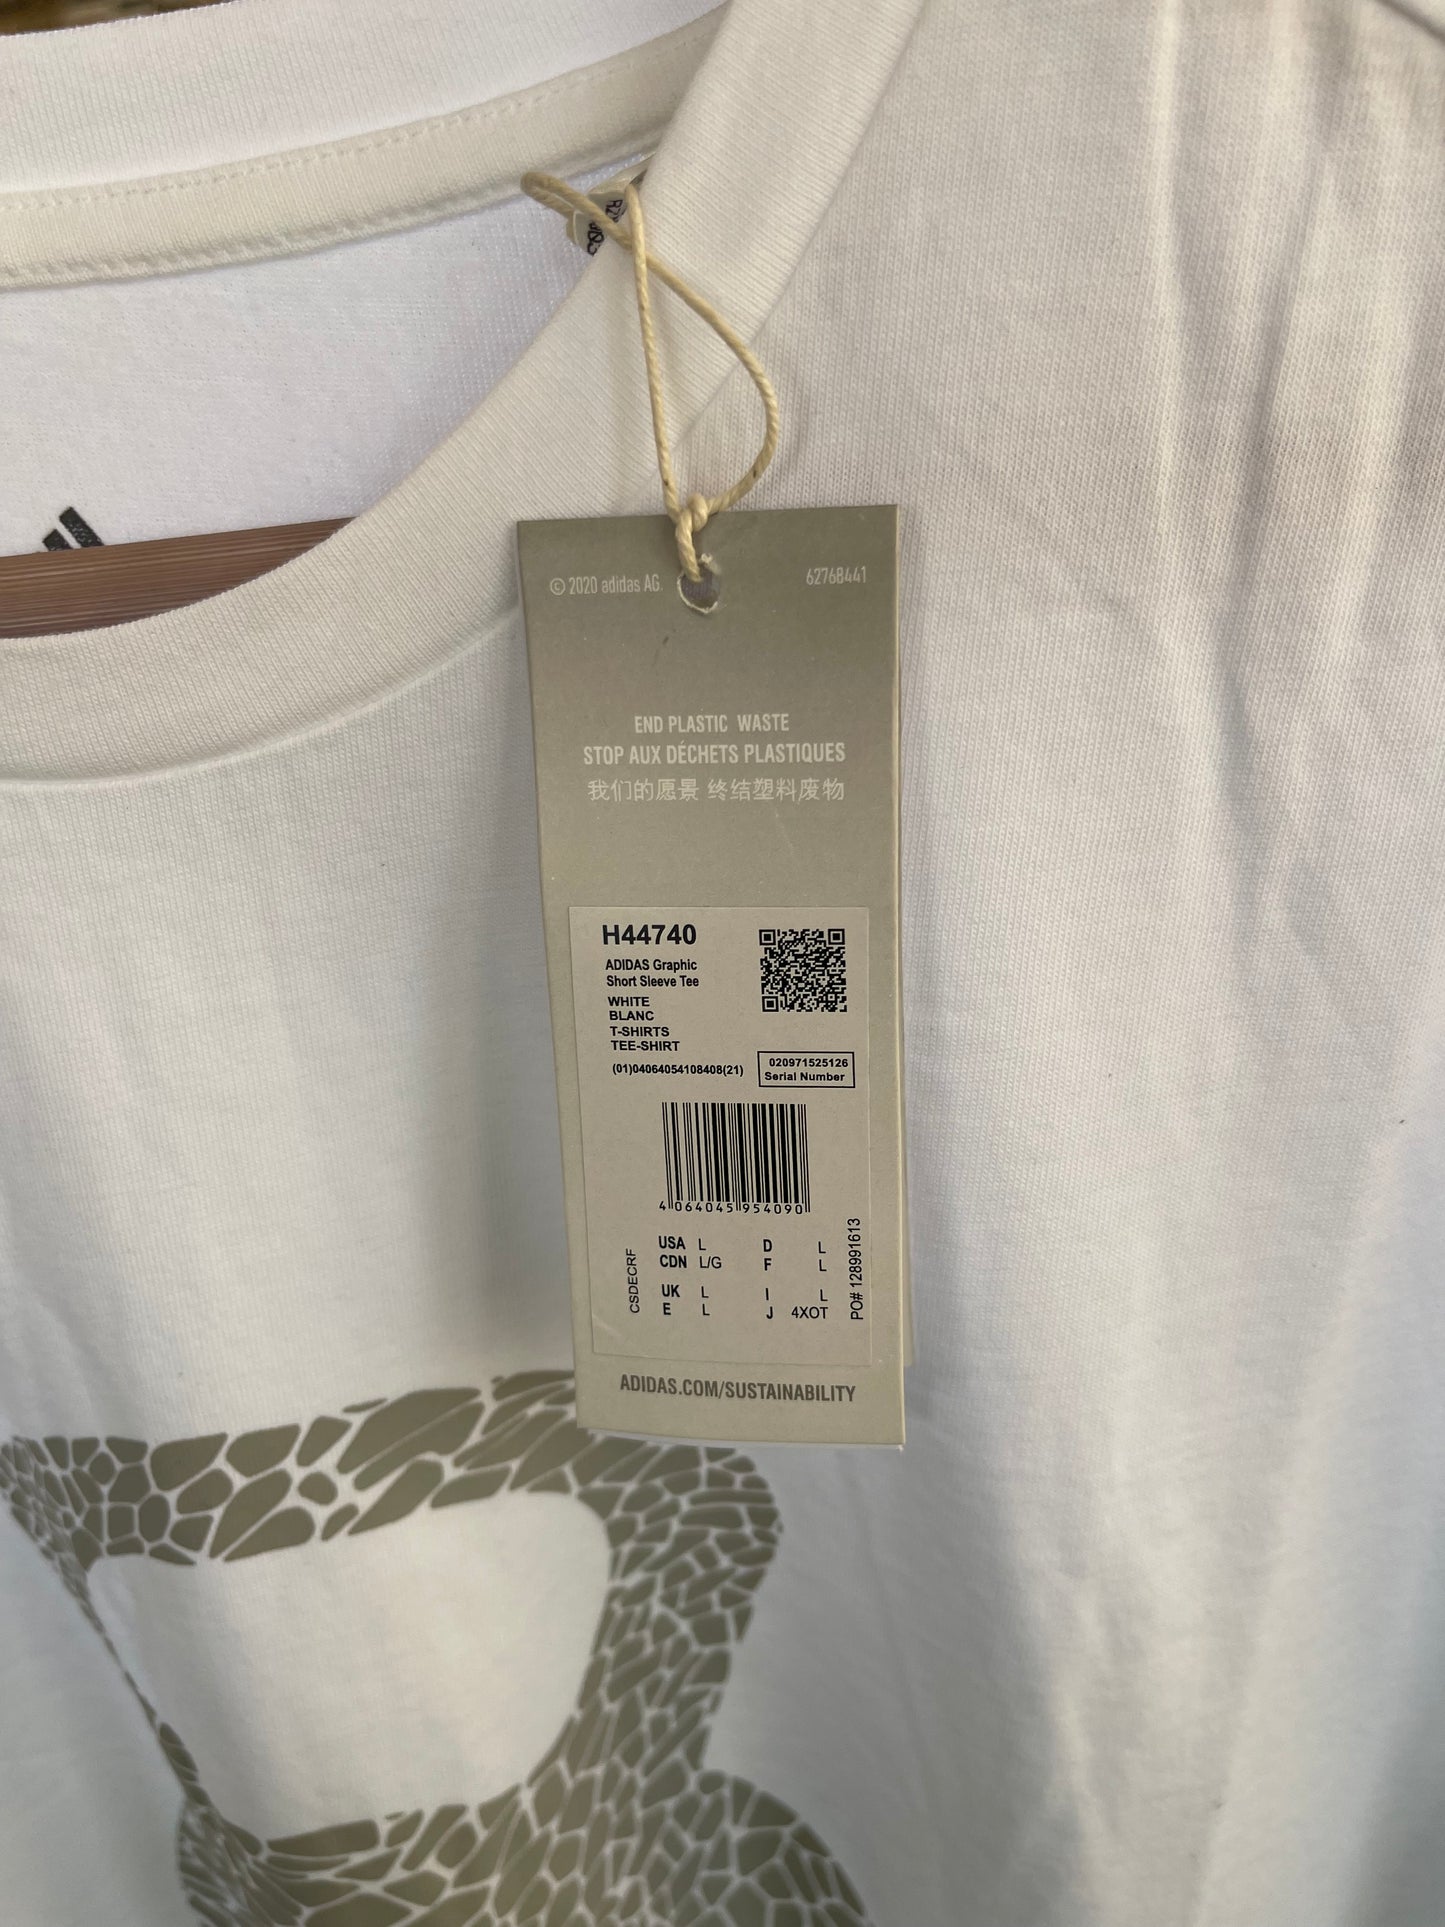 © 2020 adidas AG.
62768441
END PLASTIC WASTE
STOP AUX DÉCHETS PLASTIQUES
我们的愿景 终结塑料废物
H44740
ADIDAS Graphic
Short Sleeve Tee
WHITE
BLANC
T-SHIRTS
TEE-SHIRT
(01)04064054108408(21)
020971525126
Serial Number
4 064045 954090
USA L D L
CDN L/G F L
UK L I L
E L J 4XOT
CSDECRF
PO# 128991613
ADIDAS.COM/SUSTAINABILITY